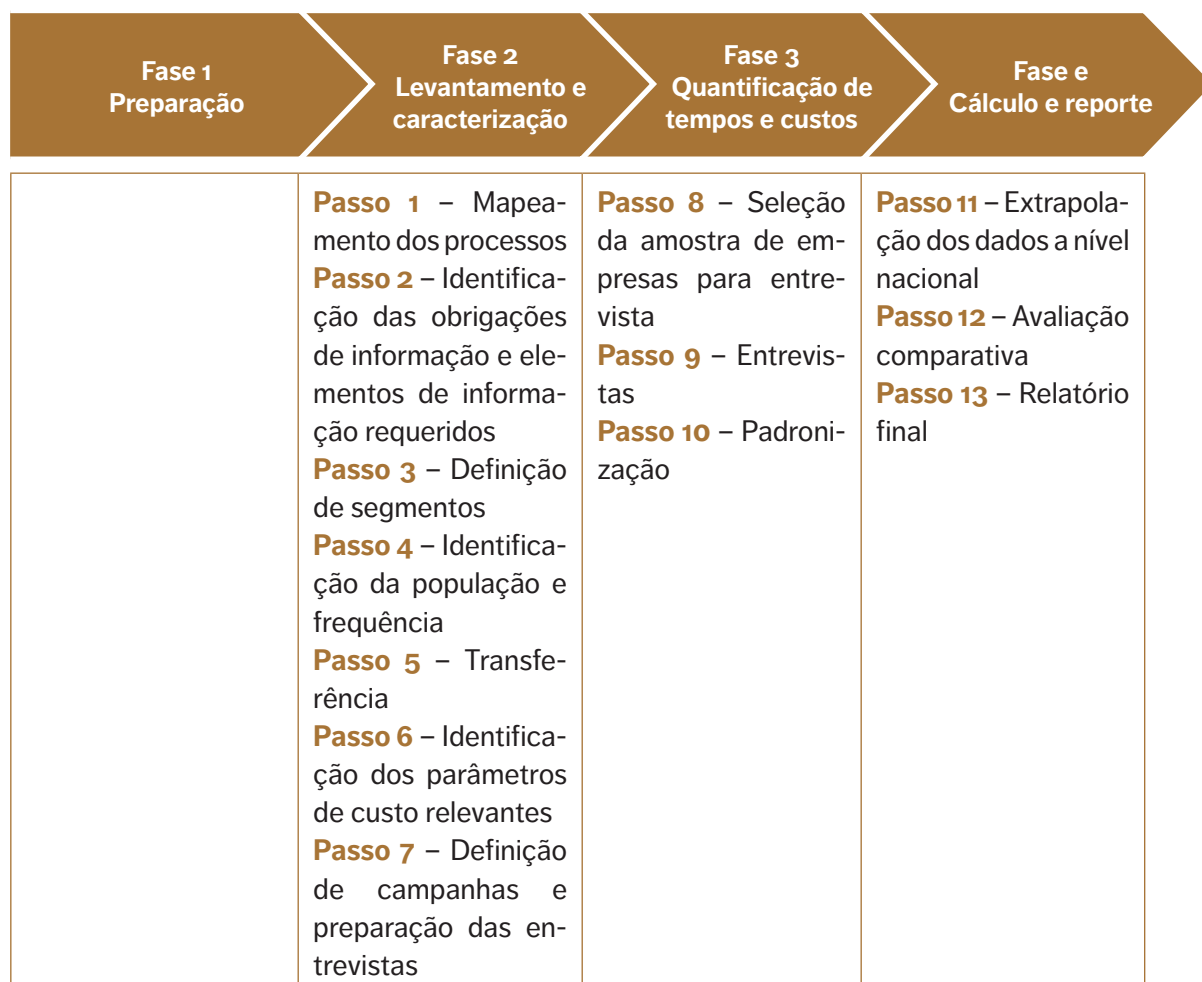 Fase 1
Preparação
Fase 2
Levantamento e
caracterização
Fase 3
Quantificação de
tempos e custos
Fase e
Cálculo e reporte
Passo 1 – Mapea-
mento dos processos
Passo 2 – Identifica-
ção das obrigações
de informação e ele-
mentos de informa-
ção requeridos
Passo 3 – Definição
de segmentos
Passo 4 – Identifica-
ção da população e
frequência
Passo 5 – Transfe-
rência
Passo 6 – Identifica-
ção dos parâmetros
de custo relevantes
Passo 7 – Definição
de campanhas e
preparação das en-
trevistas
Passo 8 – Seleção
da amostra de em-
presas para entre-
vista
Passo 9 – Entrevis-
tas
Passo 10 – Padroni-
zação
Passo 11 – Extrapola-
ção dos dados a nível
nacional
Passo 12 – Avaliação
comparativa
Passo 13 – Relatório
final